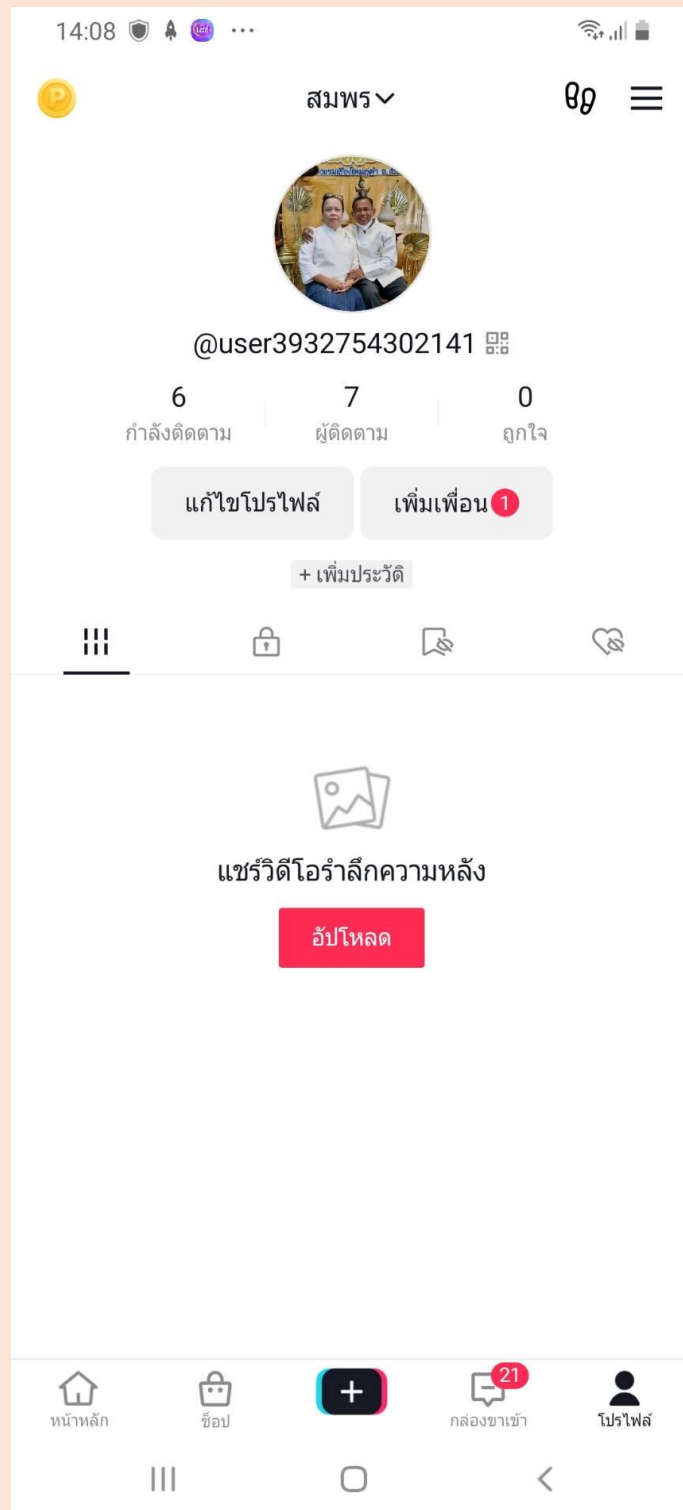 14:08
P
สมพร
@user3932754302141
6 7 0
กำลังติดตาม ผู้ติดตาม ถูกใจ
แก้ไขโปรไฟล์ เพิ่มเพื่อน 1
+ เพิ่มประวัติ
แชร์วิดีโอรำลึกความหลัง
อัปโหลด
21
หน้าหลัก ช็อป กล่องขาเข้า โปรไฟล์